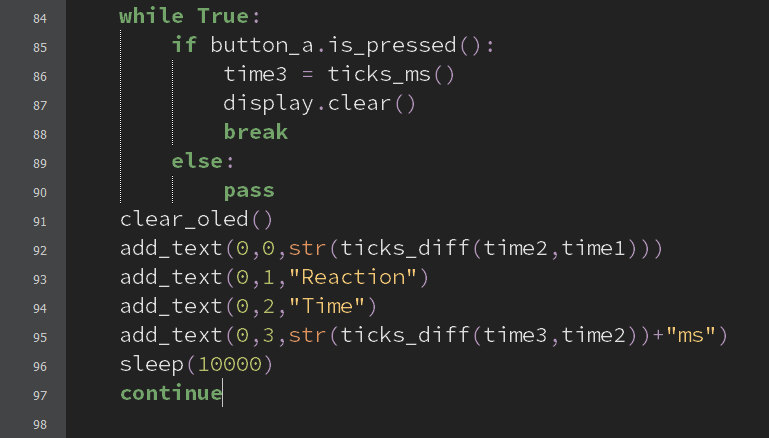 84 while True:
85 if button_a.is_pressed():
86 time3 = ticks_ms()
87 display.clear()
88 break
89 else:
90 pass
91 clear_oled()
92 add_text(0,0,str(ticks_diff(time2,time1)))
93 add_text(0,1,"Reaction")
94 add_text(0,2,"Time")
95 add_text(0,3,str(ticks_diff(time3,time2))+"ms")
96 sleep(10000)
97 continue
98